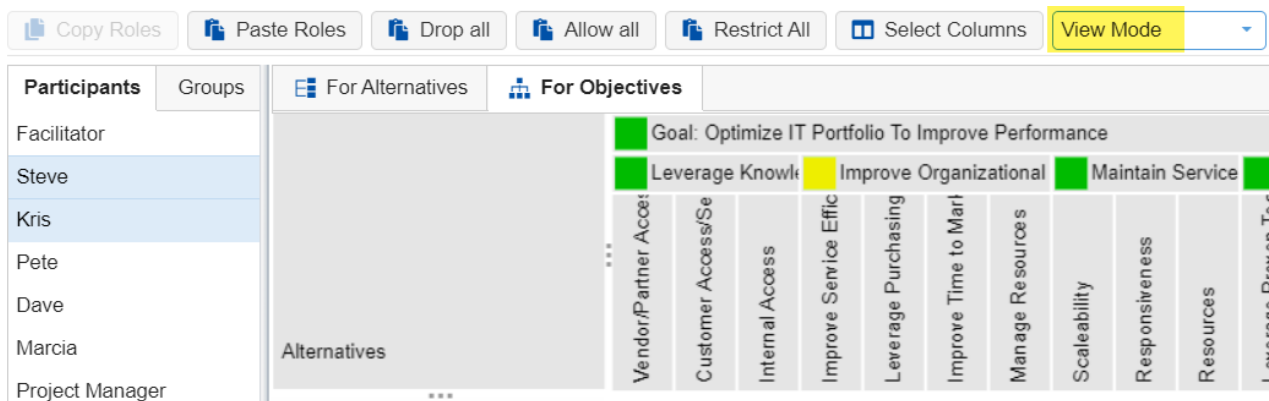 Copy Roles Paste Roles Drop all Allow all Restrict All Select Columns View Mode
Participants Groups
For Alternatives For Objectives
Facilitator
Steve
Kris
Pete
Dave
Marcia
Project Manager
Goal: Optimize IT Portfolio To Improve Performance
Leverage Knowle Improve Organizational Maintain Service
Alternatives
Vendor/Partner Acces
Customer Access/Se
Internal Access
Improve Service Effic
Leverage Purchasing
Improve Time to Mark
Manage Resources
Scaleability
Responsiveness
Resources